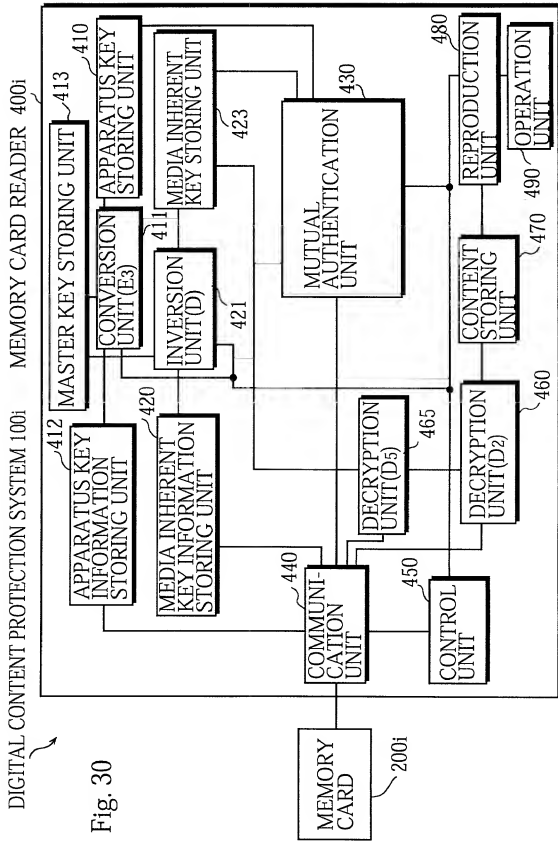 DIGITAL CONTENT PROTECTION SYSTEM 100i
MEMORY CARD READER 400i
Fig. 30
413
MASTER KEY STORING UNIT
412
APPARATUS KEY
INFORMATION
STORING UNIT
CONVERSION
UNIT(E3)
411
410
APPARATUS KEY
STORING UNIT
420
MEDIA INHERENT
KEY INFORMATION
STORING UNIT
INVERSION
UNIT(D)
421
MEDIA INHERENT
KEY STORING UNIT
423
430
MUTUAL
AUTHENTICATION
UNIT
440
COMMUNI-
CATION
UNIT
DECRYPTION
UNIT(D5)
465
MEMORY
CARD
200i
450
CONTROL
UNIT
DECRYPTION
UNIT(D2)
460
CONTENT
STORING
UNIT
470
REPRODUCTION
UNIT
480
OPERATION
UNIT
490